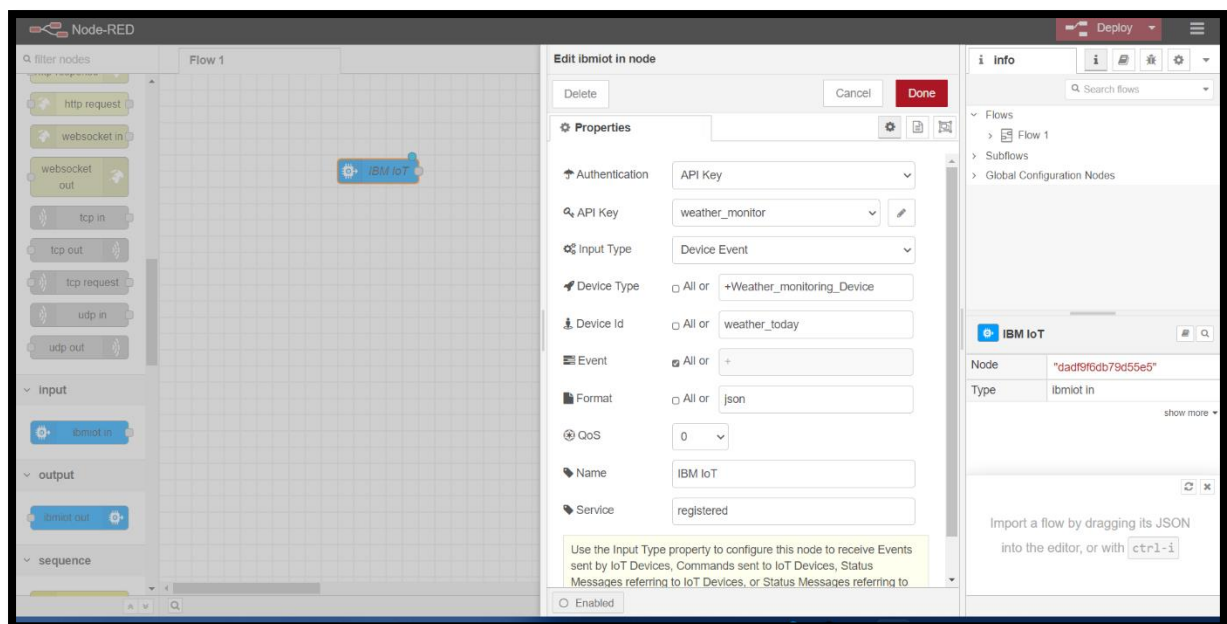 Node-RED
Deploy
filter nodes
http request
websocket in
websocket
out
tcp in
tcp out
tcp request
udp in
udp out
input
ibmiot in
output
ibmiot out
sequence
Flow 1
IBM IoT
Edit ibmiot in node
Delete
Cancel
Done
Properties
Authentication
API Key
API Key
weather_monitor
Input Type
Device Event
Device Type
All or
+Weather_monitoring_Device
Device Id
All or
weather_today
Event
All or
+
Format
All or
json
QoS
0
Name
IBM IoT
Service
registered
Use the Input Type property to configure this node to receive Events
sent by IoT Devices, Commands sent to IoT Devices, Status
Messages referring to IoT Devices, or Status Messages referring to
Enabled
i info
i
Search flows
Flows
Flow 1
Subflows
Global Configuration Nodes
IBM IoT
Node
"dadf9f6db79d55e5"
Type
ibmiot in
show more
Import a flow by dragging its JSON
into the editor, or with ctrl-i